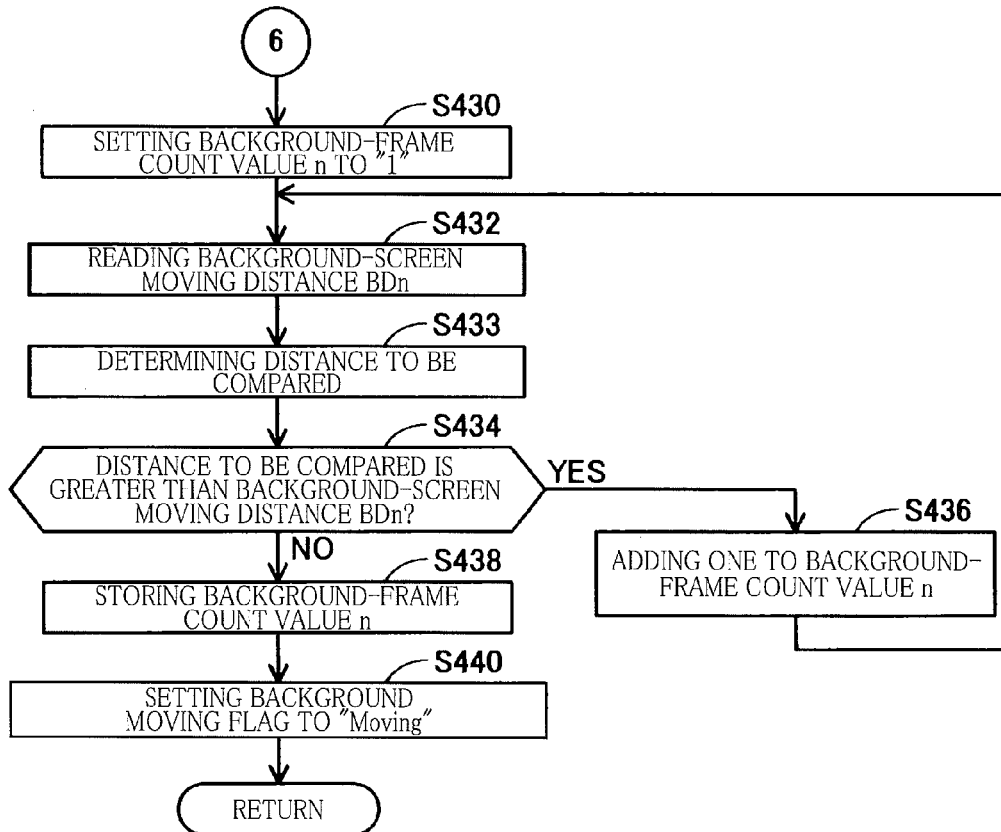 6
S430
SETTING BACKGROUND-FRAME
COUNT VALUE n TO "1"
S432
READING BACKGROUND-SCREEN
MOVING DISTANCE BDn
S433
DETERMINING DISTANCE TO BE
COMPARED
S434
DISTANCE TO BE COMPARED IS
GREATER THAN BACKGROUND-SCREEN
MOVING DISTANCE BDn?
YES
NO
S436
ADDING ONE TO BACKGROUND-
FRAME COUNT VALUE n
S438
STORING BACKGROUND-FRAME
COUNT VALUE n
S440
SETTING BACKGROUND
MOVING FLAG TO "Moving"
RETURN